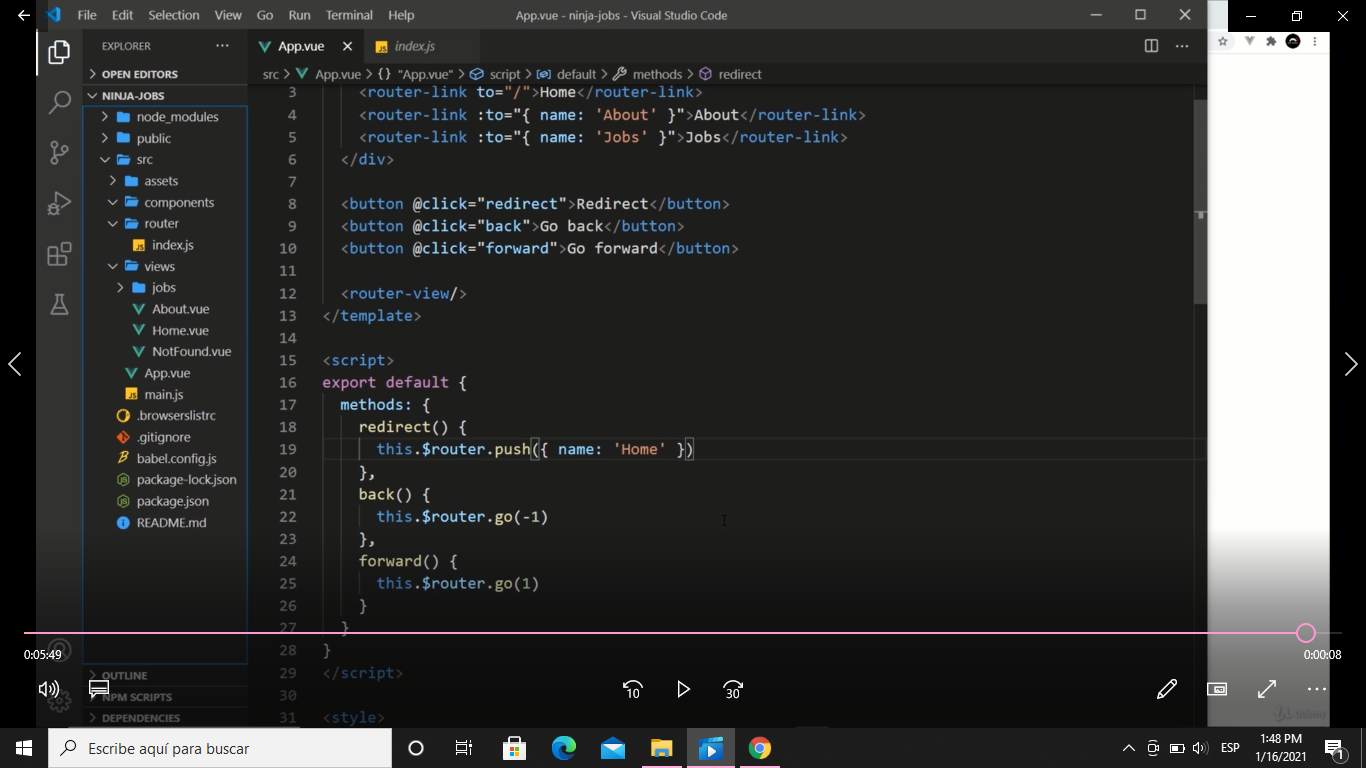 File Edit Selection View Go Run Terminal Help App.vue - ninja-jobs - Visual Studio Code
EXPLORER
OPEN EDITORS
NINJA-JOBS
node_modules
public
src
assets
components
router
index.js
views
jobs
About.vue
Home.vue
NotFound.vue
App.vue
main.js
.browserslistrc
.gitignore
babel.config.js
package-lock.json
package.json
README.md
OUTLINE
NPM SCRIPTS
DEPENDENCIES
App.vue index.js
src > App.vue > {} "App.vue" > script > default > methods > redirect
3 <router-link to="/">Home</router-link>
4 <router-link :to="{ name: 'About' }">About</router-link>
5 <router-link :to="{ name: 'Jobs' }">Jobs</router-link>
6 </div>
7
8 <button @click="redirect">Redirect</button>
9 <button @click="back">Go back</button>
10 <button @click="forward">Go forward</button>
11
12 <router-view/>
13 </template>
14
15 <script>
16 export default {
17 methods: {
18 redirect() {
19 this.$router.push({ name: 'Home' })
20 },
21 back() {
22 this.$router.go(-1)
23 },
24 forward() {
25 this.$router.go(1)
26 }
27 }
28 }
29 </script>
30
31 <style>
0:05:49 0:00:08
10 30
Udemy
Escribe aquí para buscar
ESP
1:48 PM
1/16/2021
1